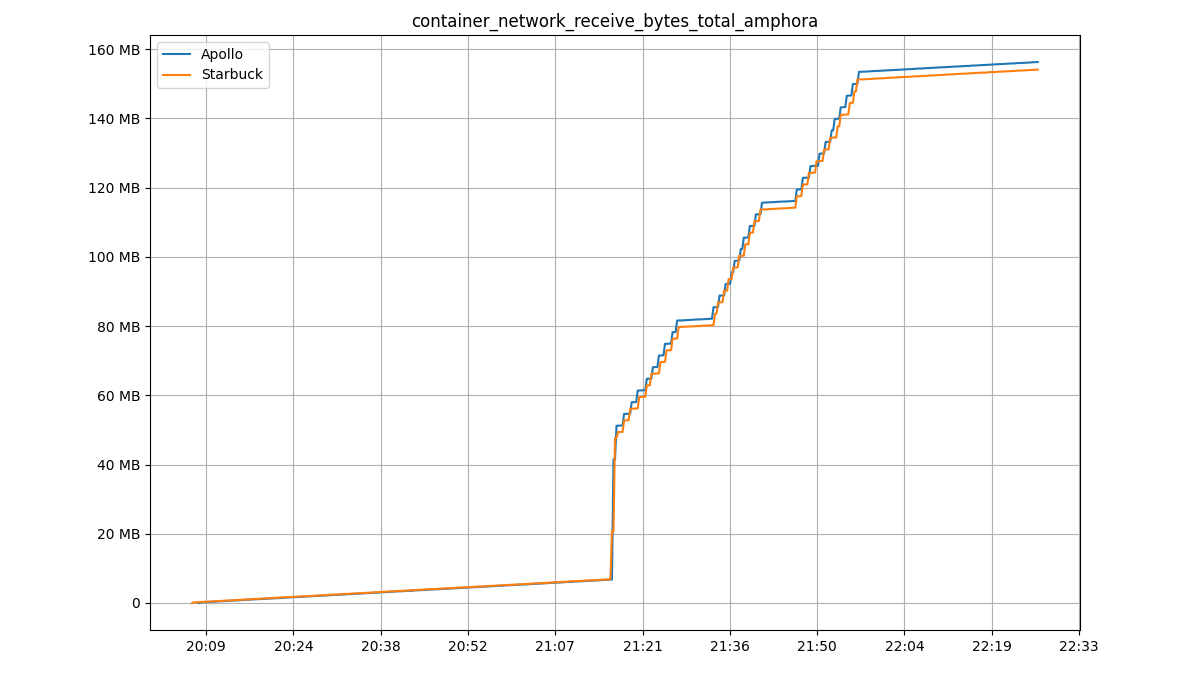 container_network_receive_bytes_total_amphora
Apollo
Starbuck
160 MB
140 MB
120 MB
100 MB
80 MB
60 MB
40 MB
20 MB
0
20:09 20:24 20:38 20:52 21:07 21:21 21:36 21:50 22:04 22:19 22:33